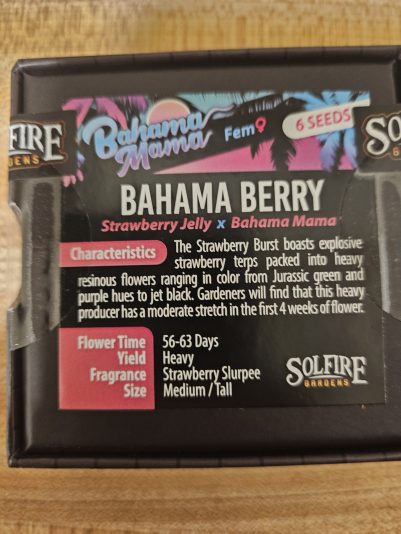 Bahama
Mama
Fem
6 SEEDS
FIRE
SOLF
DENS
G
BAHAMA BERRY
Strawberry Jelly x Bahama Mama
Characteristics
The Strawberry Burst boasts explosive
strawberry terps packed into heavy
resinous flowers ranging in color from Jurassic green and
purple hues to jet black. Gardeners will find that this heavy
producer has a moderate stretch in the first 4 weeks of flower.
Flower Time 56-63 Days
Yield Heavy
Fragrance Strawberry Slurpee
Size Medium / Tall
SOLFIRE
GARDENS